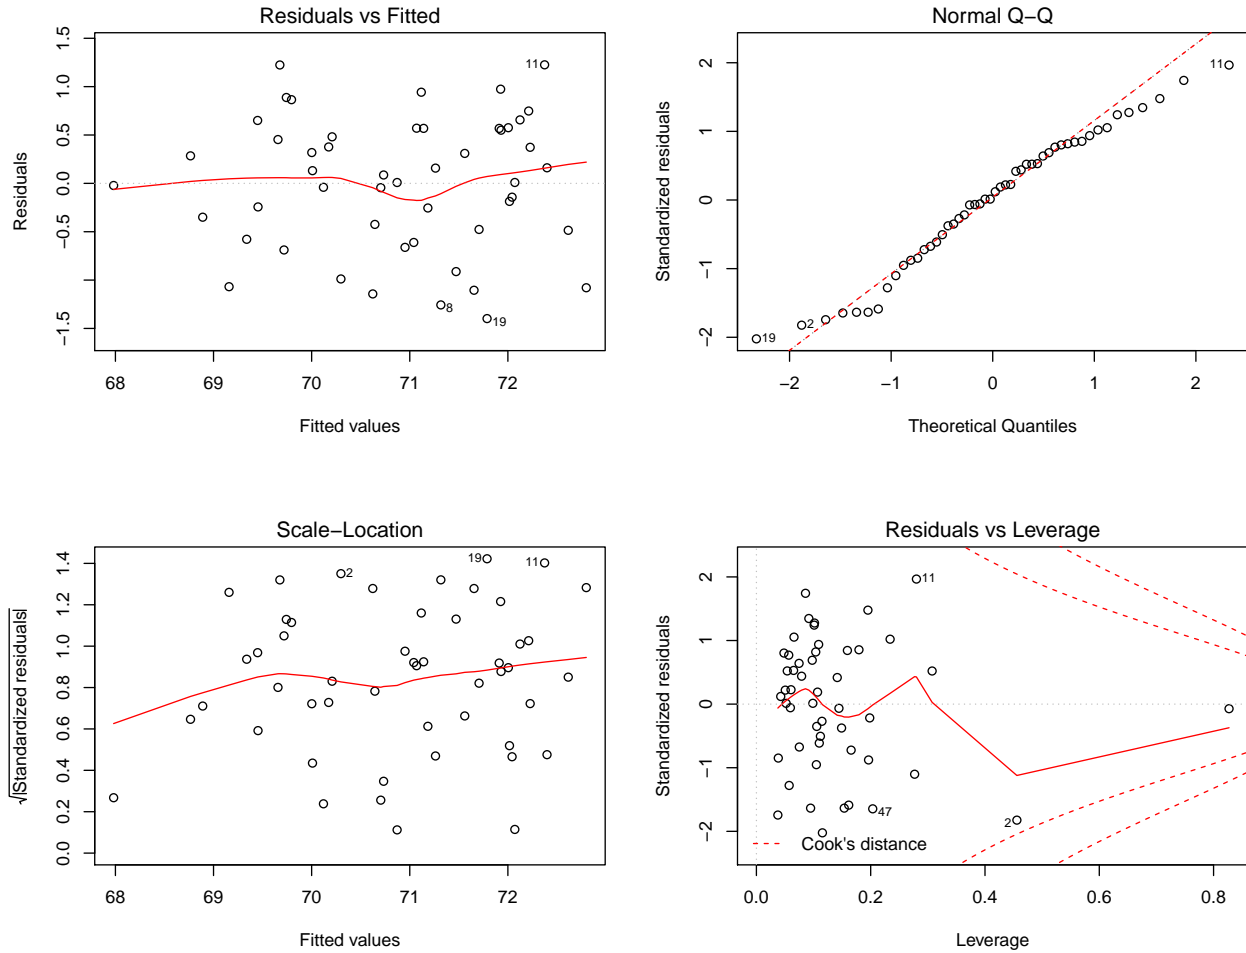 Residuals vs Fitted
Residuals
1.5
1.0
0.5
0.0
−0.5
−1.5
11
8
19
68 69 70 71 72
Fitted values
Normal Q−Q
Standardized residuals
2
1
0
−1
−2
11
2
19
−2 −1 0 1 2
Theoretical Quantiles
Scale−Location
√|Standardized residuals|
1.4
1.2
1.0
0.8
0.6
0.4
0.2
0.0
19
11
2
68 69 70 71 72
Fitted values
Residuals vs Leverage
Standardized residuals
2
1
0
−1
−2
11
47
2
Cook's distance
0.0 0.2 0.4 0.6 0.8
Leverage